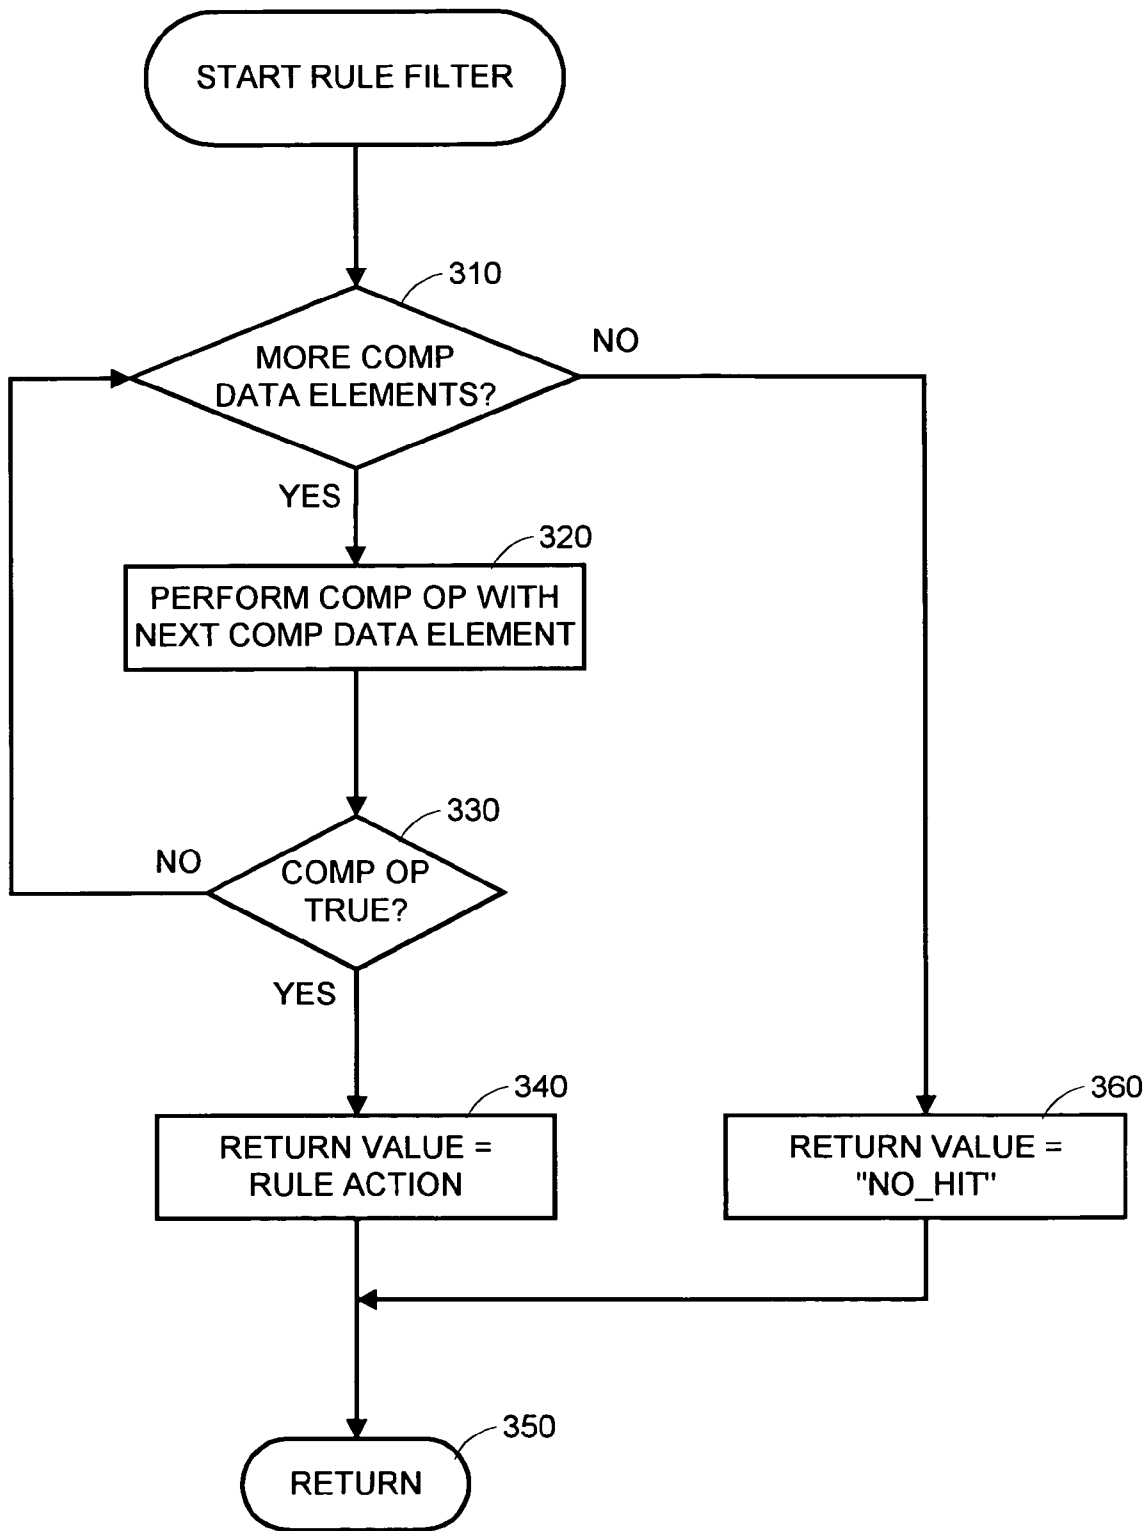 START RULE FILTER
310
MORE COMP
DATA ELEMENTS?
NO
YES
320
PERFORM COMP OP WITH
NEXT COMP DATA ELEMENT
330
NO
COMP OP
TRUE?
YES
340
RETURN VALUE =
RULE ACTION
360
RETURN VALUE =
"NO_HIT"
350
RETURN